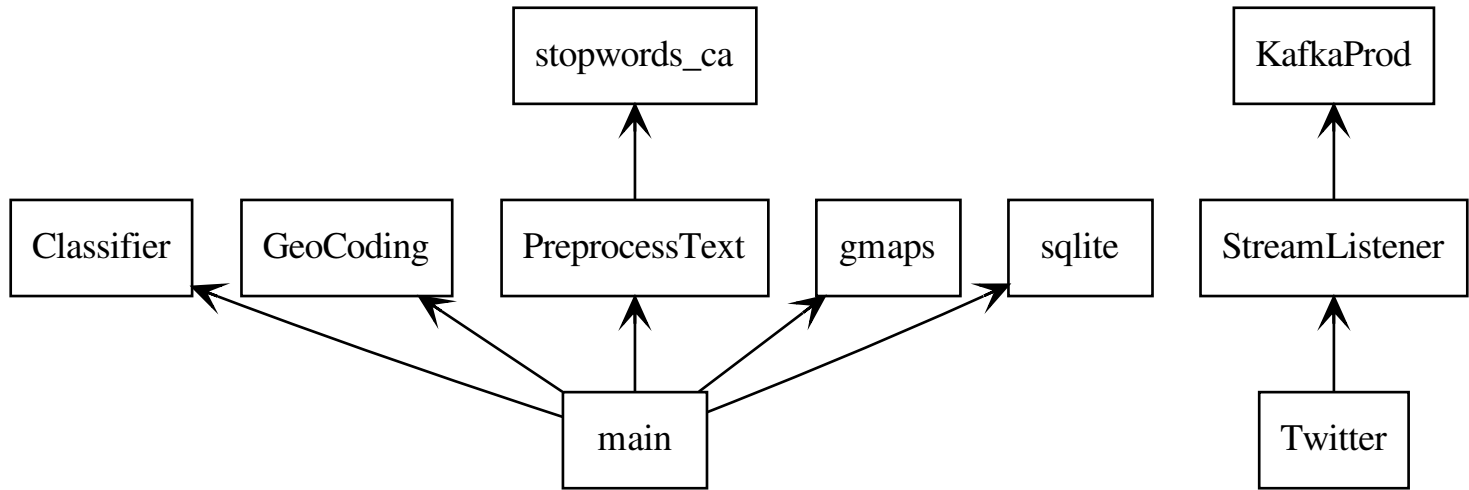 stopwords_ca
KafkaProd
Classifier
GeoCoding
PreprocessText
gmaps
sqlite
StreamListener
main
Twitter